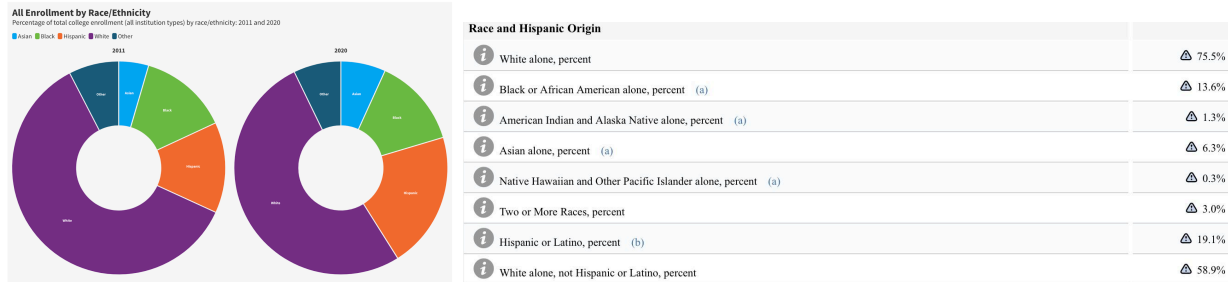 All Enrollment by Race/Ethnicity
Percentage of total college enrollment (all institution types) by race/ethnicity: 2011 and 2020
Asian Black Hispanic White Other
2011
Other
Asian
Black
Hispanic
White
2020
Other
Asian
Black
Hispanic
White
Race and Hispanic Origin
White alone, percent 75.5%
Black or African American alone, percent (a) 13.6%
American Indian and Alaska Native alone, percent (a) 1.3%
Asian alone, percent (a) 6.3%
Native Hawaiian and Other Pacific Islander alone, percent (a) 0.3%
Two or More Races, percent 3.0%
Hispanic or Latino, percent (b) 19.1%
White alone, not Hispanic or Latino, percent 58.9%